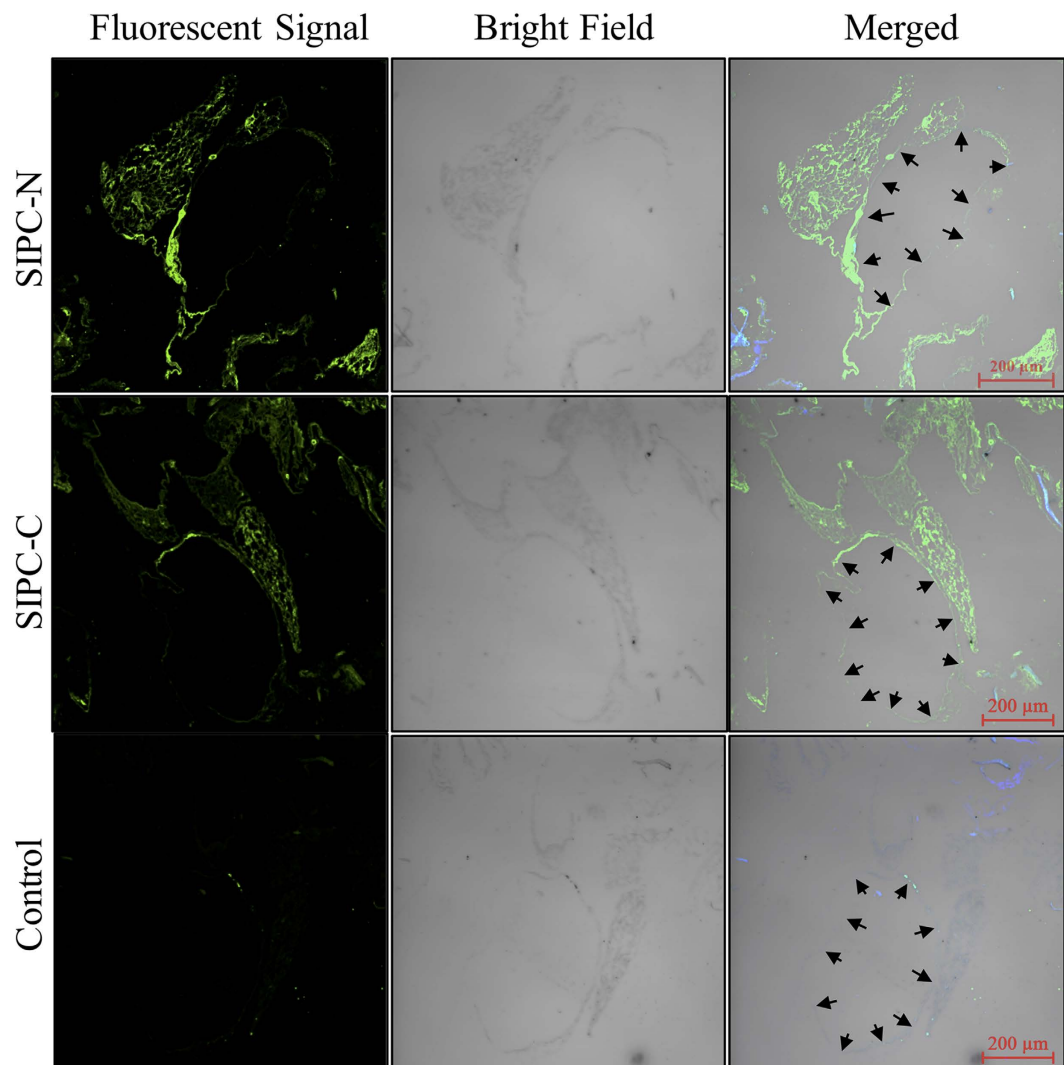 Fluorescent Signal Bright Field Merged
SIPC-N
200 µm
SIPC-C
200 µm
Control
200 µm